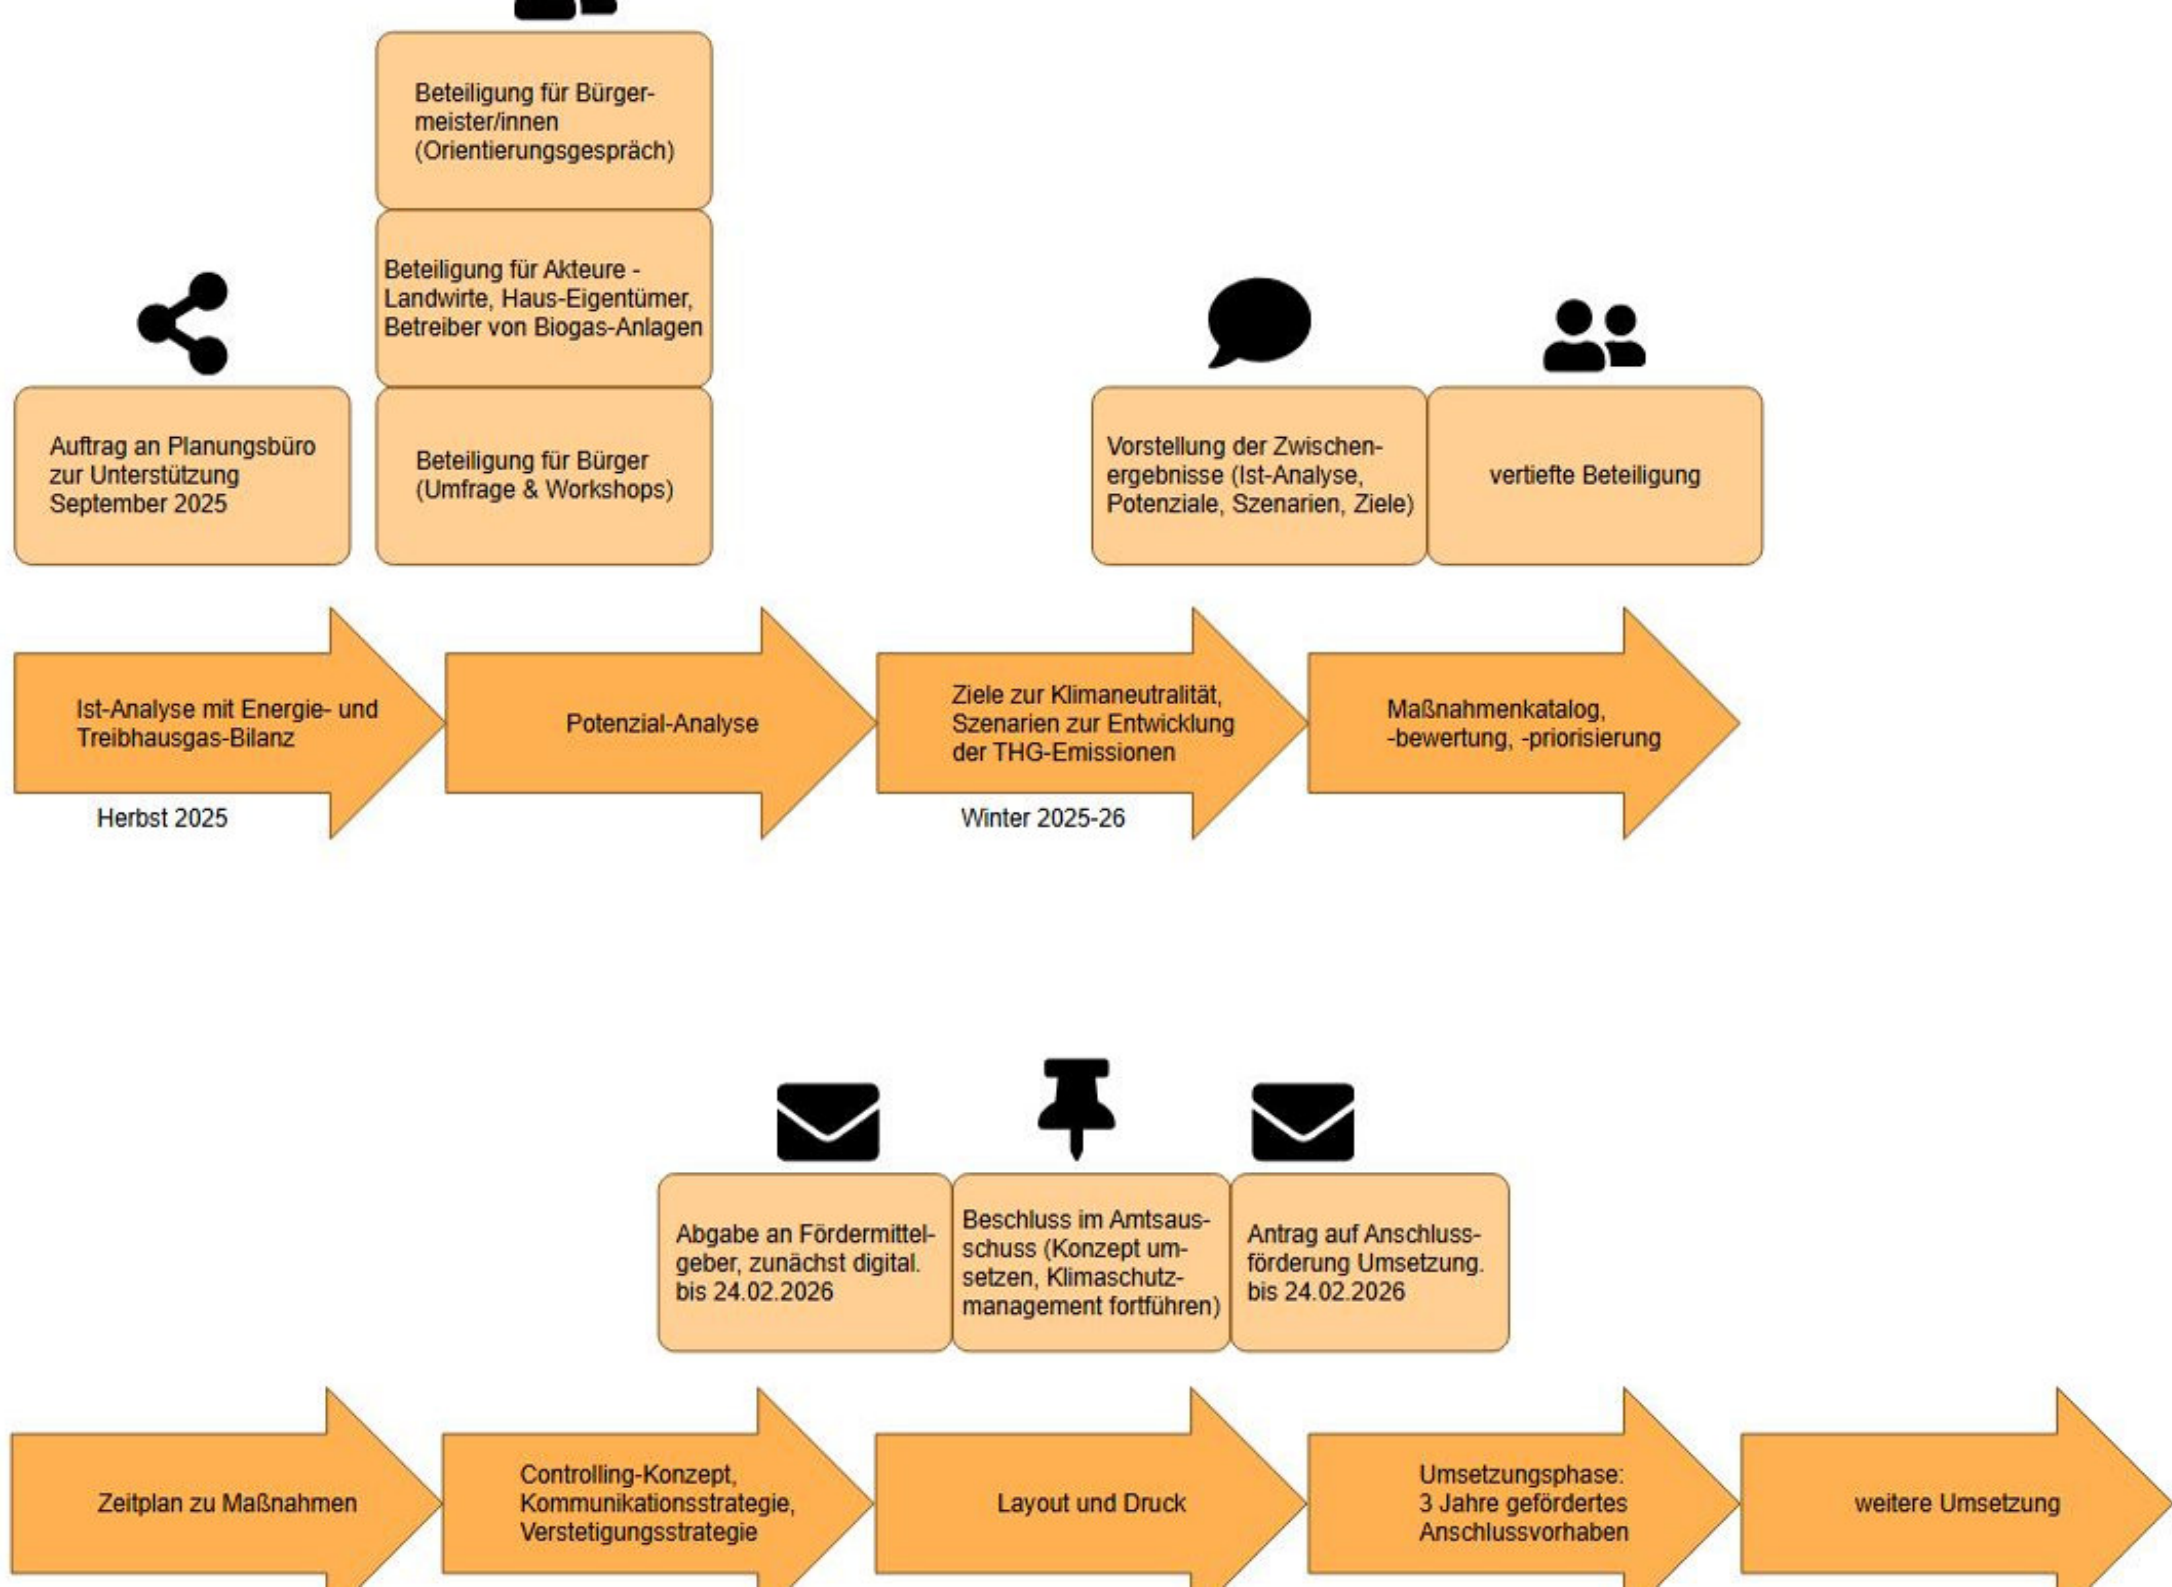 Beteiligung für Bürger-
meister/innen
(Orientierungsgespräch)
Beteiligung für Akteure -
Landwirte, Haus-Eigentümer,
Betreiber von Biogas-Anlagen
Auftrag an Planungsbüro
zur Unterstützung
September 2025
Beteiligung für Bürger
(Umfrage & Workshops)
Vorstellung der Zwischen-
ergebnisse (Ist-Analyse,
Potenziale, Szenarien, Ziele)
vertiefte Beteiligung
Ist-Analyse mit Energie- und
Treibhausgas-Bilanz
Potenzial-Analyse
Ziele zur Klimaneutralität,
Szenarien zur Entwicklung
der THG-Emissionen
Maßnahmenkatalog,
-bewertung, -priorisierung
Herbst 2025
Winter 2025-26
Abgabe an Fördermittel-
geber, zunächst digital.
bis 24.02.2026
Beschluss im Amtsaus-
schuss (Konzept um-
setzen, Klimaschutz-
management fortführen)
Antrag auf Anschluss-
förderung Umsetzung.
bis 24.02.2026
Zeitplan zu Maßnahmen
Controlling-Konzept,
Kommunikationsstrategie,
Verstetigungsstrategie
Layout und Druck
Umsetzungsphase:
3 Jahre gefördertes
Anschlussvorhaben
weitere Umsetzung